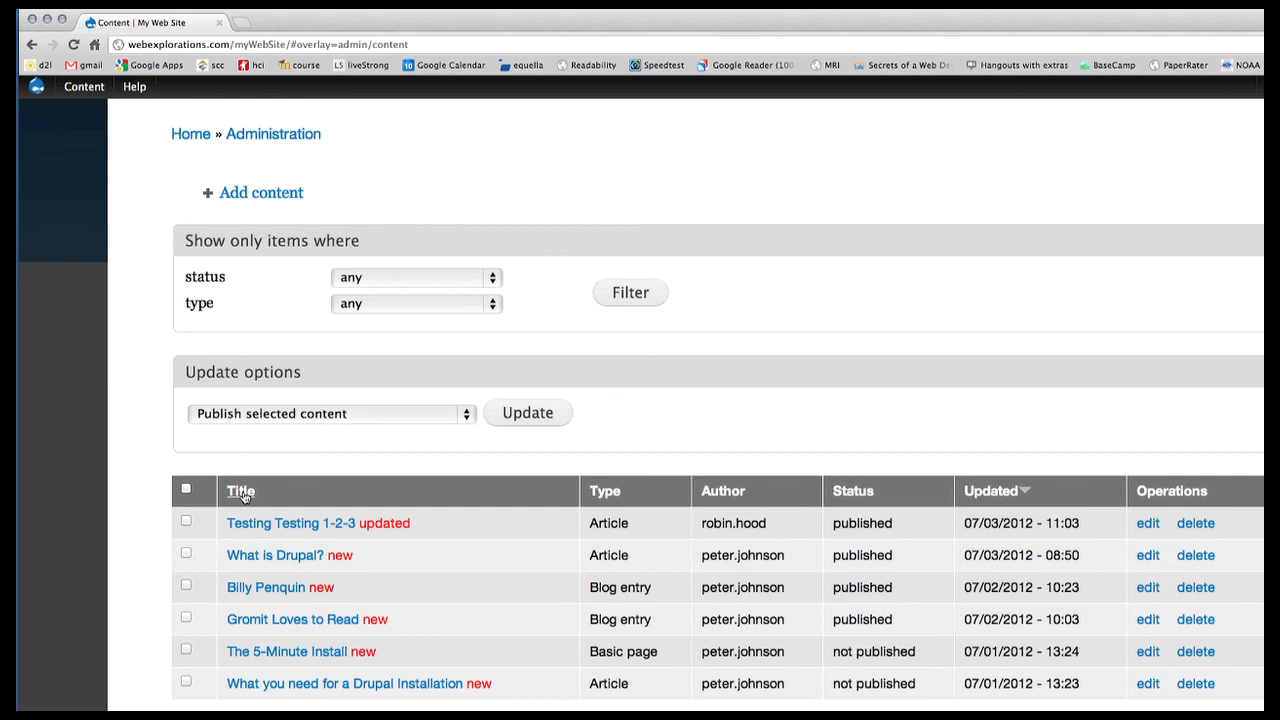 Content | My Web Site
webexplorations.com/myWebSite/#overlay=admin/content
d2l gmail Google Apps scc hci course LS liveStrong 10 Google Calendar equella Readability Speedtest Google Reader (100 MRI Secrets of a Web De Hangouts with extras BaseCamp PaperRater NOAA
Content Help
Home » Administration
+ Add content
Show only items where
status any
type any
Filter
Update options
Publish selected content Update
Title Type Author Status Updated Operations
Testing Testing 1-2-3 updated Article robin.hood published 07/03/2012 - 11:03 edit delete
What is Drupal? new Article peter.johnson published 07/03/2012 - 08:50 edit delete
Billy Penquin new Blog entry peter.johnson published 07/02/2012 - 10:23 edit delete
Gromit Loves to Read new Blog entry peter.johnson published 07/02/2012 - 10:03 edit delete
The 5-Minute Install new Basic page peter.johnson not published 07/01/2012 - 13:24 edit delete
What you need for a Drupal Installation new Article peter.johnson not published 07/01/2012 - 13:23 edit delete